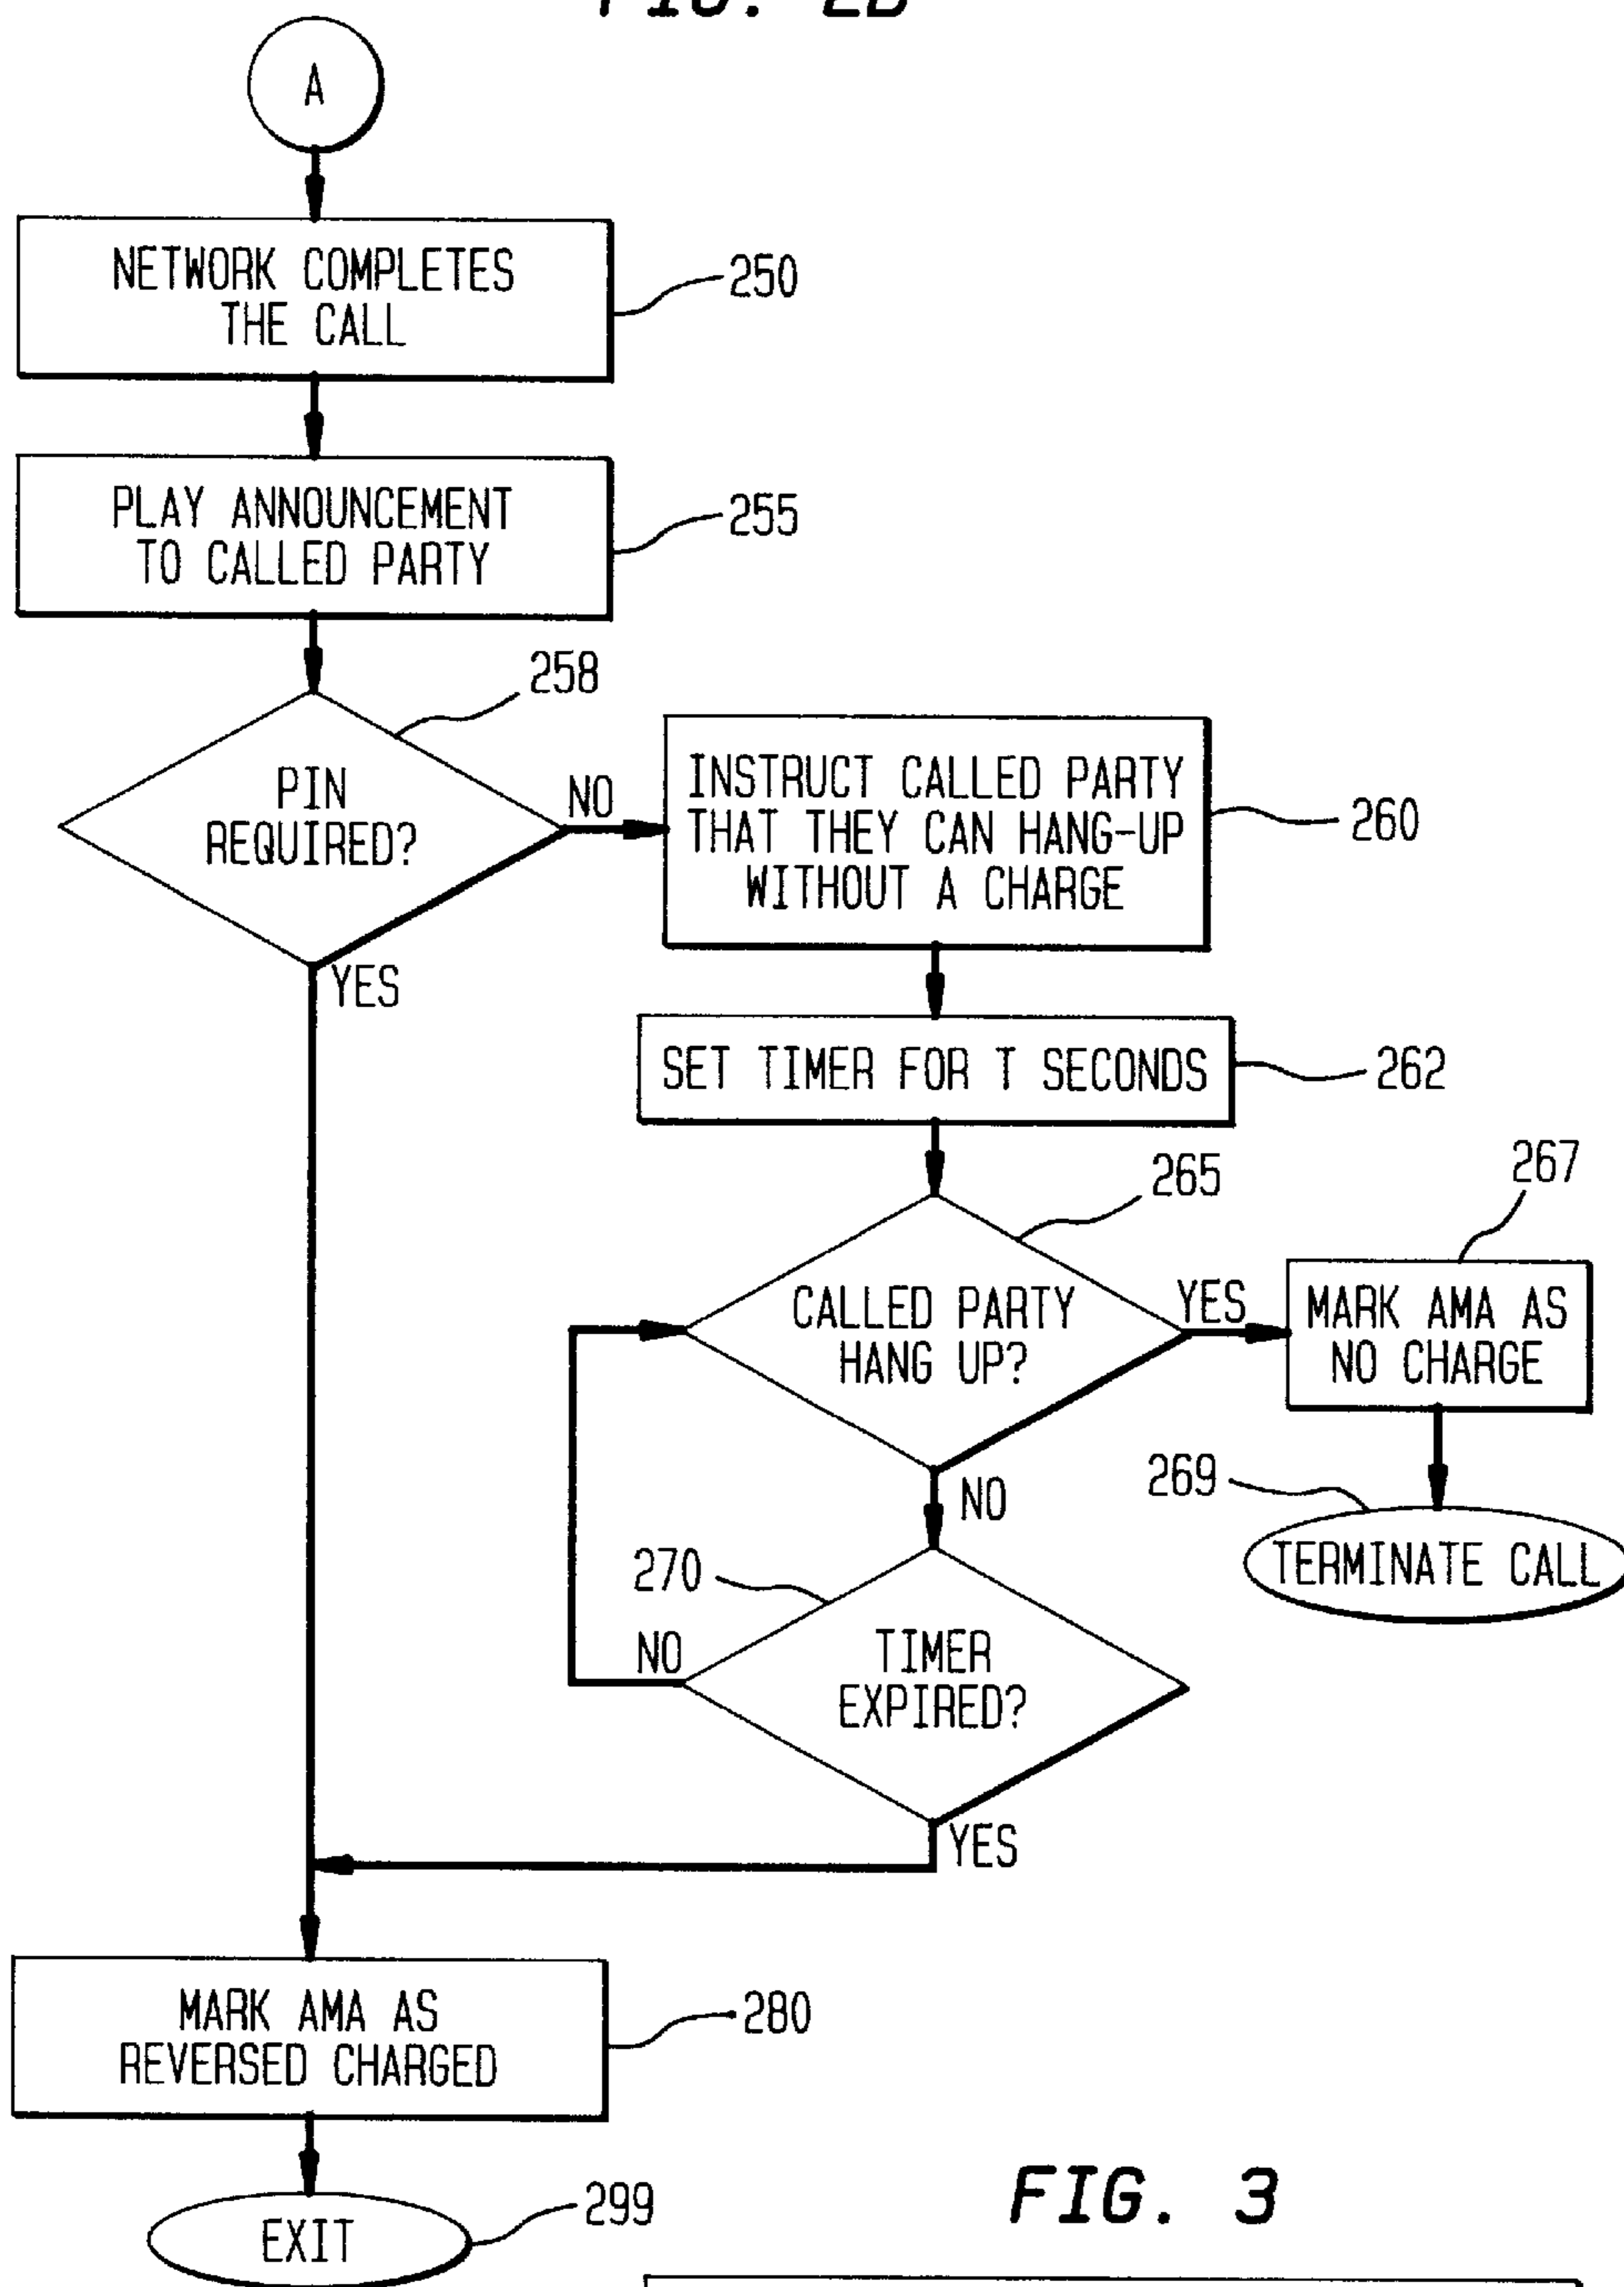 FIG. 2B
A
NETWORK COMPLETES
THE CALL
250
PLAY ANNOUNCEMENT
TO CALLED PARTY
255
258
PIN
REQUIRED?
NO
YES
INSTRUCT CALLED PARTY
THAT THEY CAN HANG-UP
WITHOUT A CHARGE
260
SET TIMER FOR T SECONDS
262
265
CALLED PARTY
HANG UP?
YES
NO
267
MARK AMA AS
NO CHARGE
269
TERMINATE CALL
270
TIMER
EXPIRED?
NO
YES
MARK AMA AS
REVERSED CHARGED
280
EXIT
299
FIG. 3